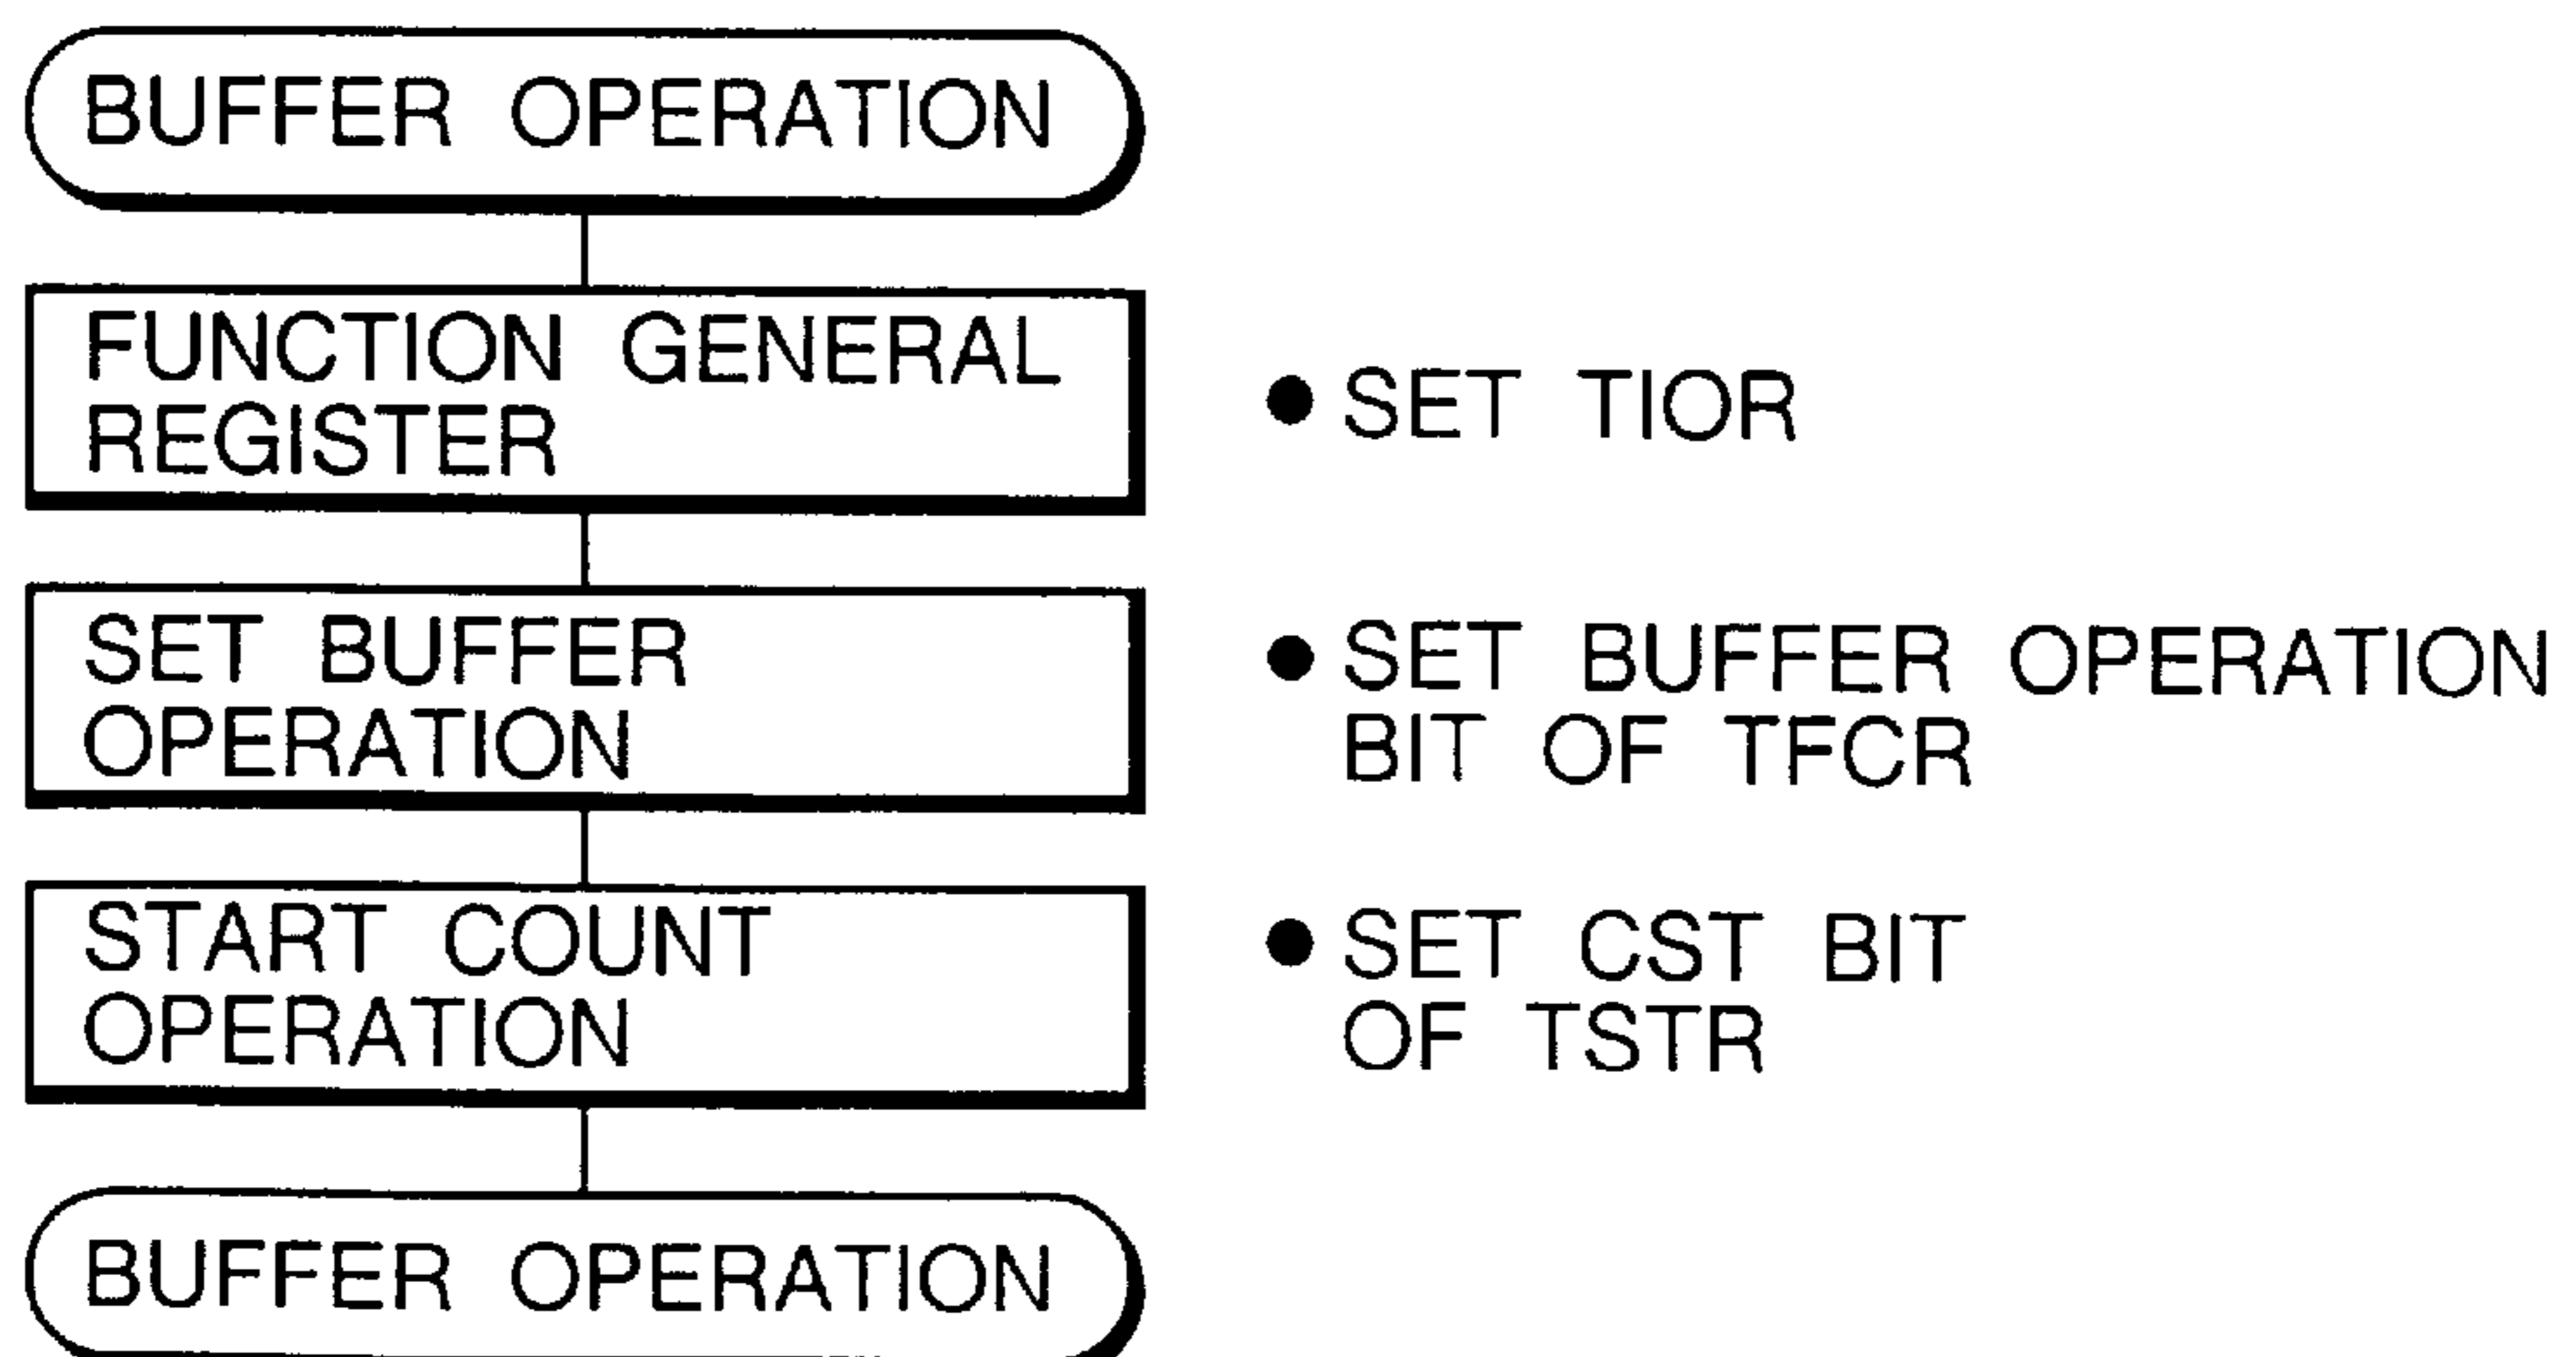 BUFFER OPERATION
FUNCTION GENERAL
REGISTER
● SET TIOR
SET BUFFER
OPERATION
● SET BUFFER OPERATION
BIT OF TFCR
START COUNT
OPERATION
● SET CST BIT
OF TSTR
BUFFER OPERATION